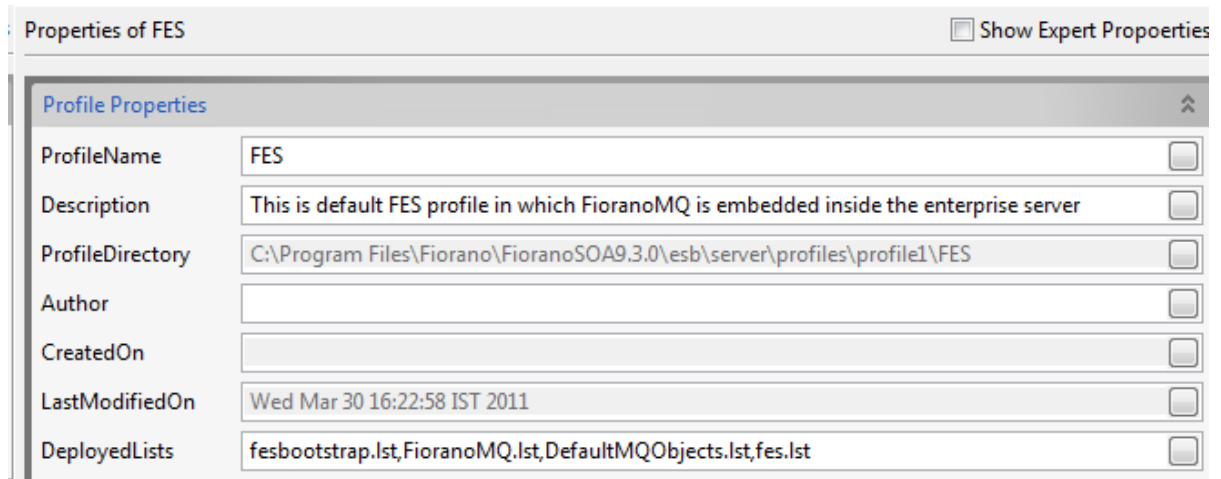 Properties of FES
Show Expert Propoerties
Profile Properties
ProfileName FES
Description This is default FES profile in which FioranoMQ is embedded inside the enterprise server
ProfileDirectory C:\Program Files\Fiorano\FioranoSOA9.3.0\esb\server\profiles\profile1\FES
Author
CreatedOn
LastModifiedOn Wed Mar 30 16:22:58 IST 2011
DeployedLists fesbootstrap.lst,FioranoMQ.lst,DefaultMQObjects.lst,fes.lst